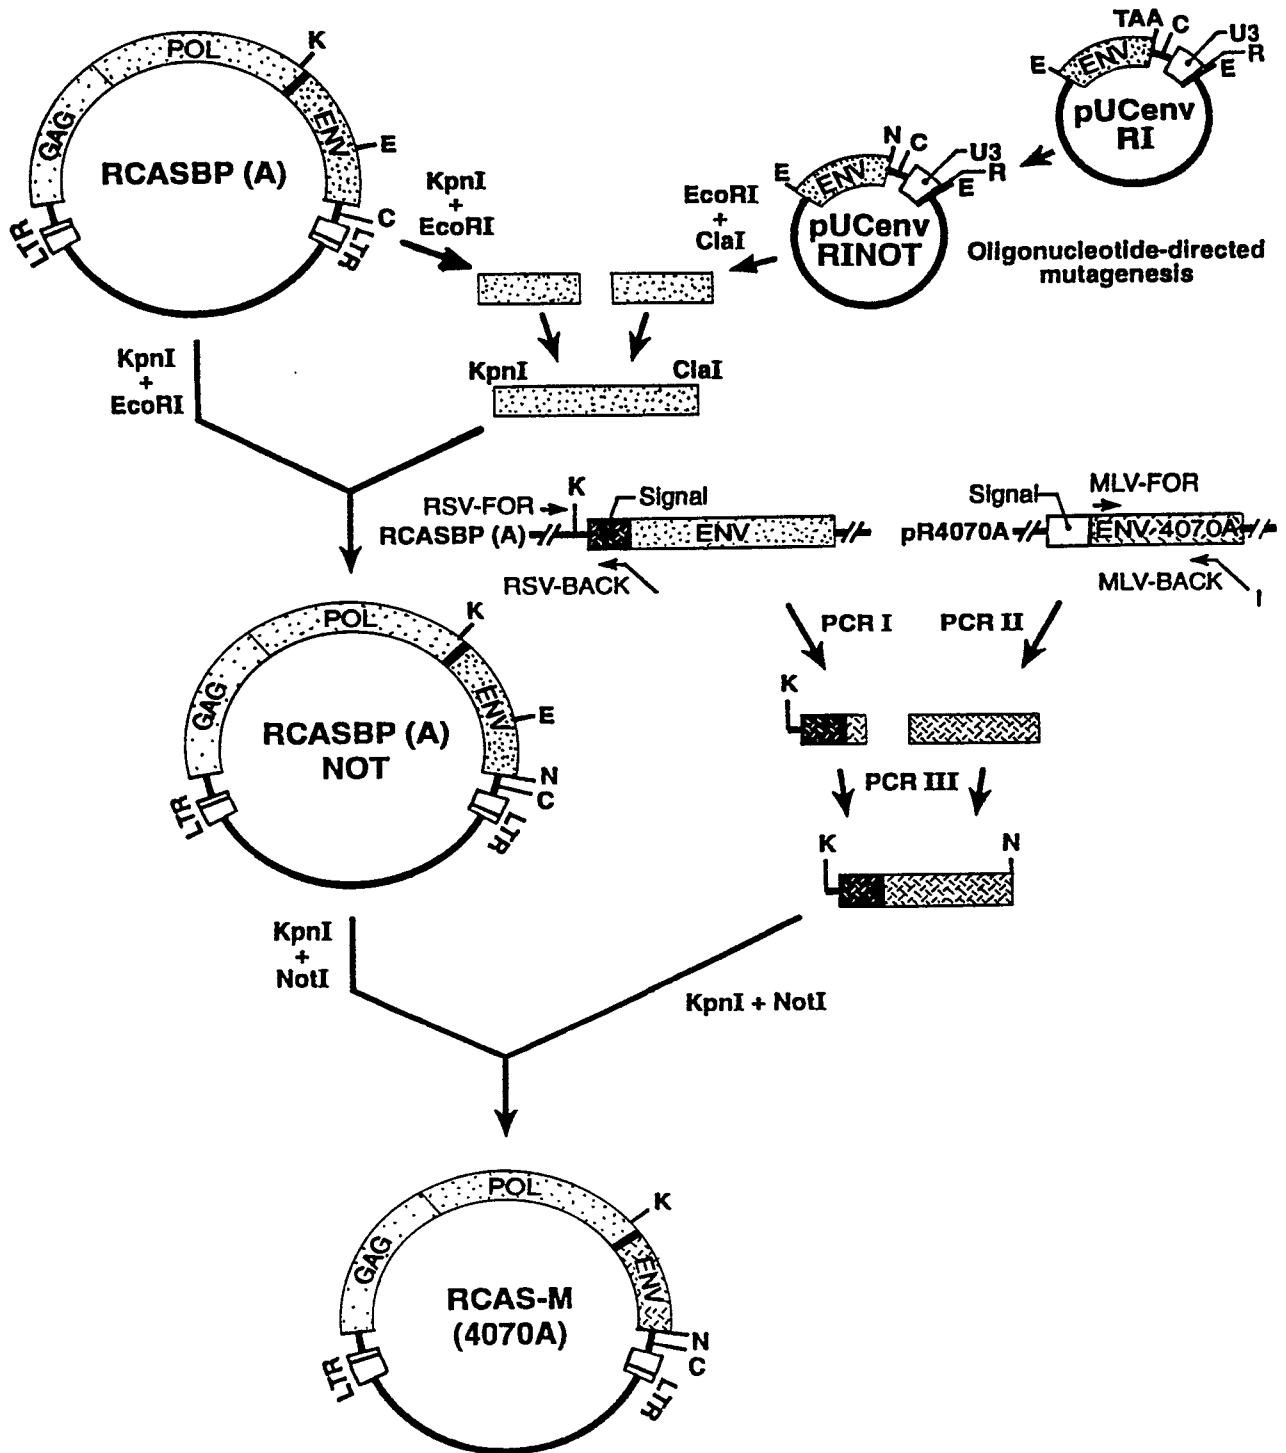 POL
K
GAG
ENV
E
RCASBP (A)
C
LTR
LTR
KpnI
+
EcoRI
TAA
C
U3
R
E
ENV
E
pUCenv
RI
N
C
U3
R
E
ENV
E
pUCenv
RINOT
EcoRI
+
ClaI
Oligonucleotide-directed
mutagenesis
KpnI
+
EcoRI
KpnI
ClaI
RSV-FOR
K
Signal
RCASBP (A)
ENV
RSV-BACK
Signal
MLV-FOR
pR4070A
ENV 4070A
MLV-BACK
PCR I
PCR II
K
PCR III
K
N
POL
K
GAG
ENV
E
RCASBP (A)
NOT
N
C
LTR
LTR
KpnI
+
NotI
KpnI + NotI
POL
K
GAG
ENV
RCAS-M
(4070A)
N
C
LTR
LTR